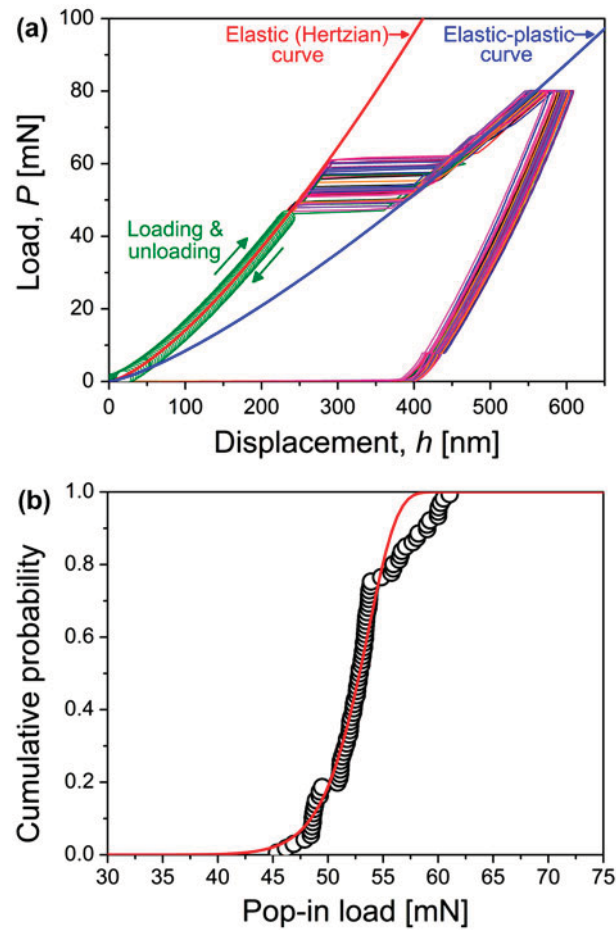 (a)
Elastic (Hertzian)
curve
Elastic-plastic
curve
Loading &
unloading
Load, P [mN]
100
80
60
40
20
0
0 100 200 300 400 500 600
Displacement, h [nm]
(b)
Cumulative probability
1.0
0.8
0.6
0.4
0.2
0.0
30 35 40 45 50 55 60 65 70 75
Pop-in load [mN]